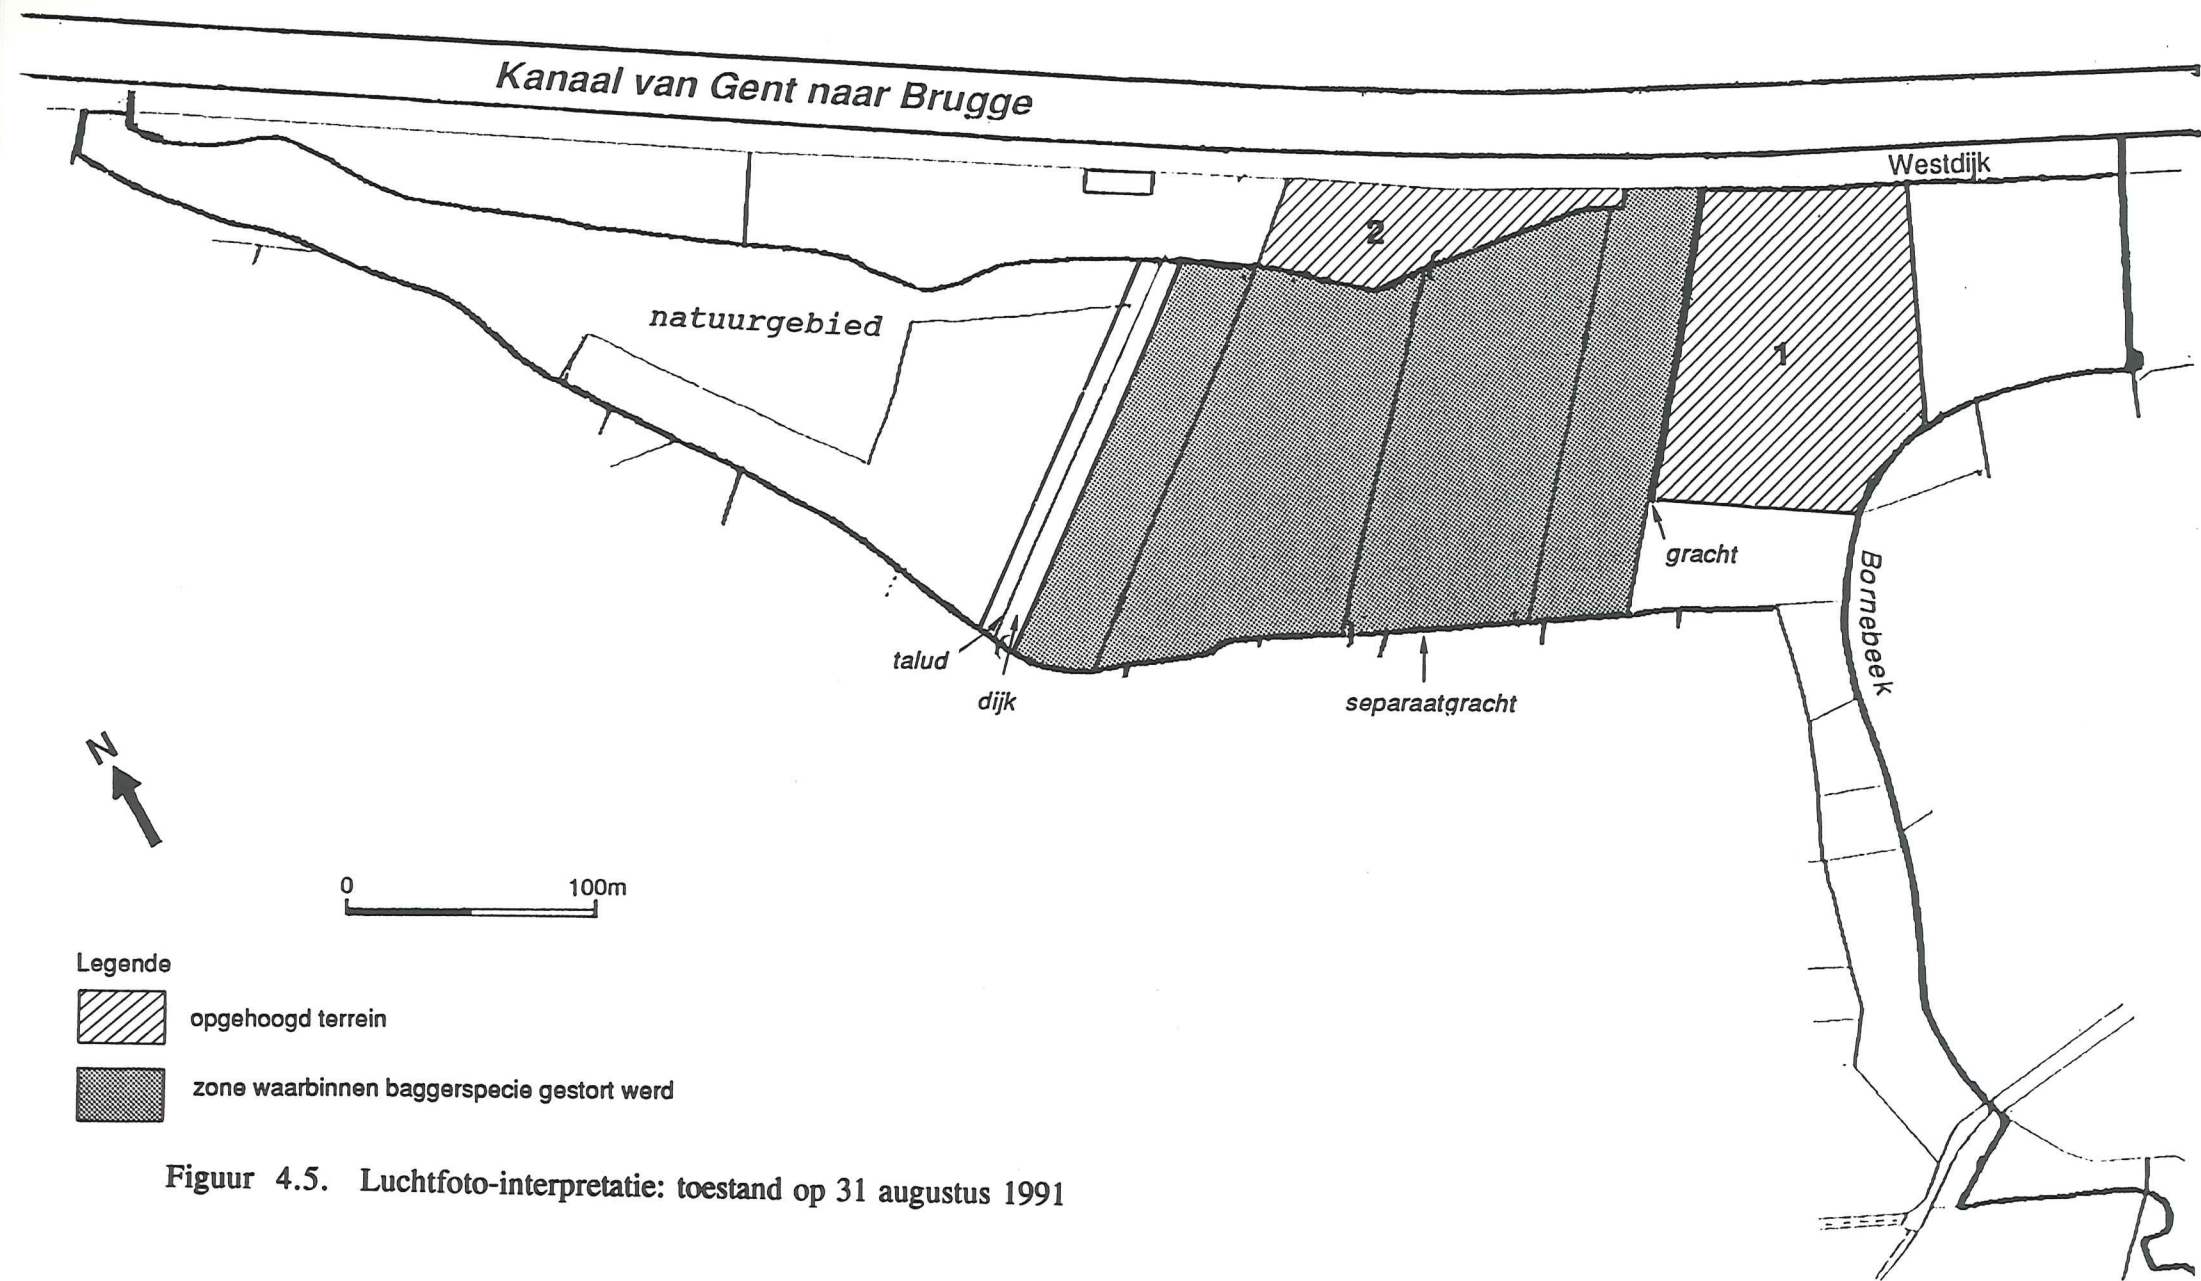 Kanaal van Gent naar Brugge
Westdijk
2
natuurgebied
1
gracht
Bornebeek
talud
dijk
separaatgracht
N
0 100m
Legende
opgehoogd terrein
zone waarbinnen baggerspecie gestort werd
Figuur 4.5. Luchtfoto-interpretatie: toestand op 31 augustus 1991